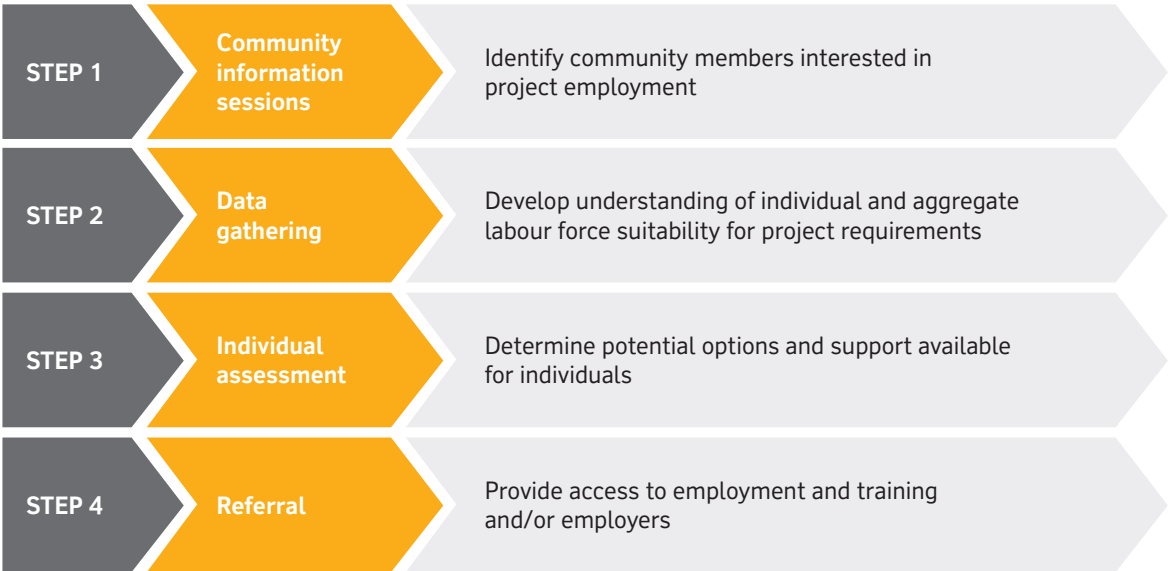 STEP 1
Community
information
sessions
Identify community members interested in
project employment
STEP 2
Data
gathering
Develop understanding of individual and aggregate
labour force suitability for project requirements
STEP 3
Individual
assessment
Determine potential options and support available
for individuals
STEP 4
Referral
Provide access to employment and training
and/or employers